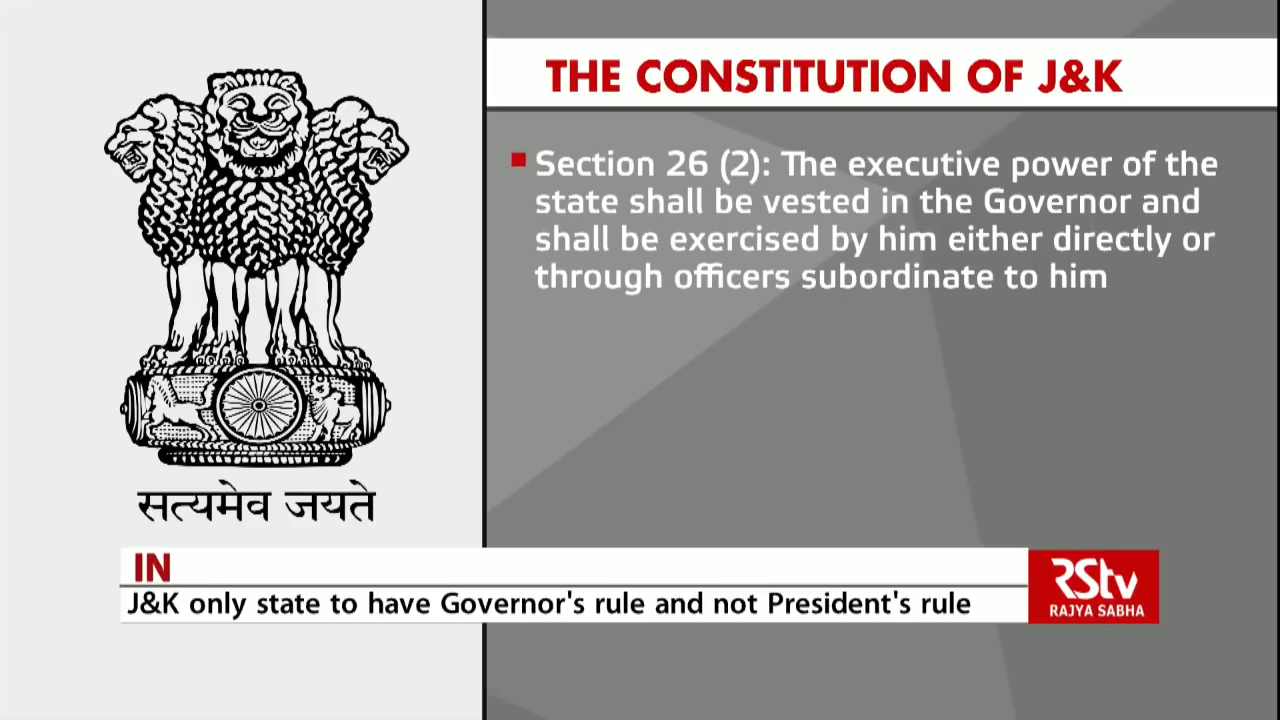 THE CONSTITUTION OF J&K
Section 26 (2): The executive power of the
state shall be vested in the Governor and
shall be exercised by him either directly or
through officers subordinate to him
सत्यमेव जयते
IN
J&K only state to have Governor's rule and not President's rule
RStv
RAJYA SABHA